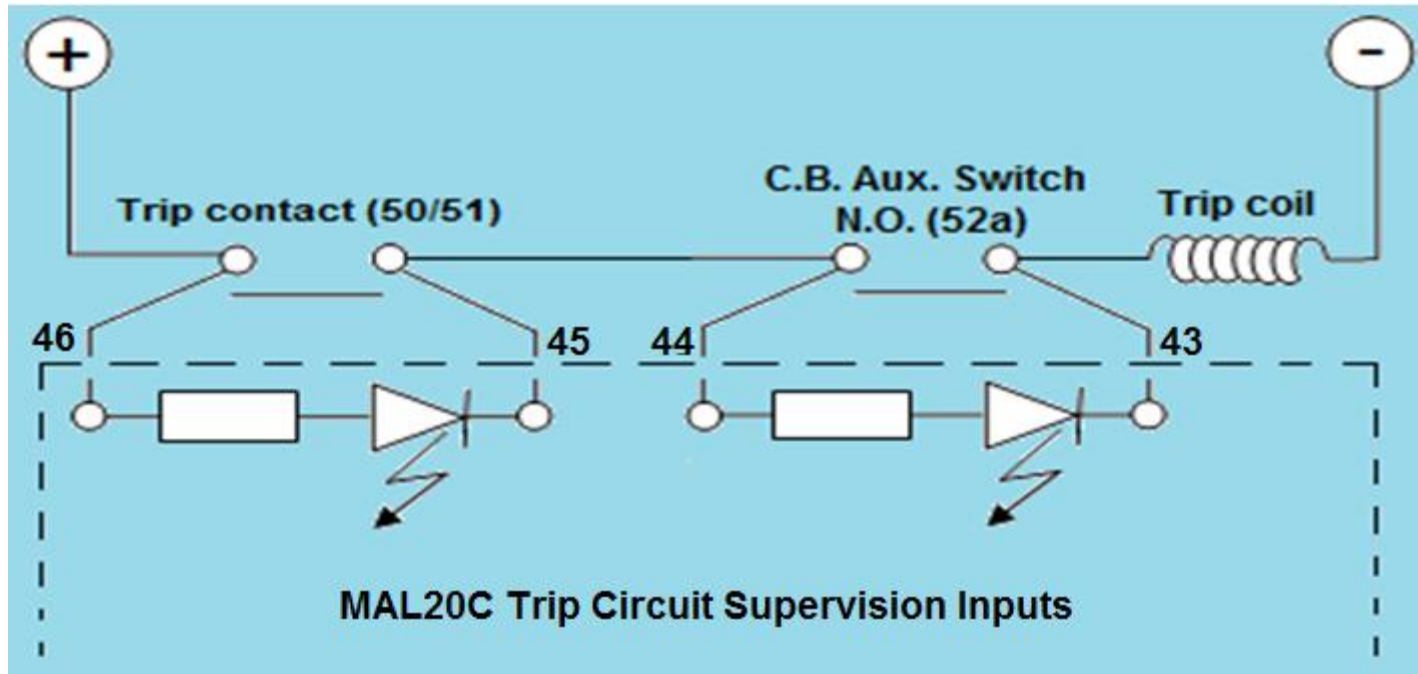 +
-
C.B. Aux. Switch
N.O. (52a)
Trip coil
Trip contact (50/51)
46
45
44
43
MAL20C Trip Circuit Supervision Inputs